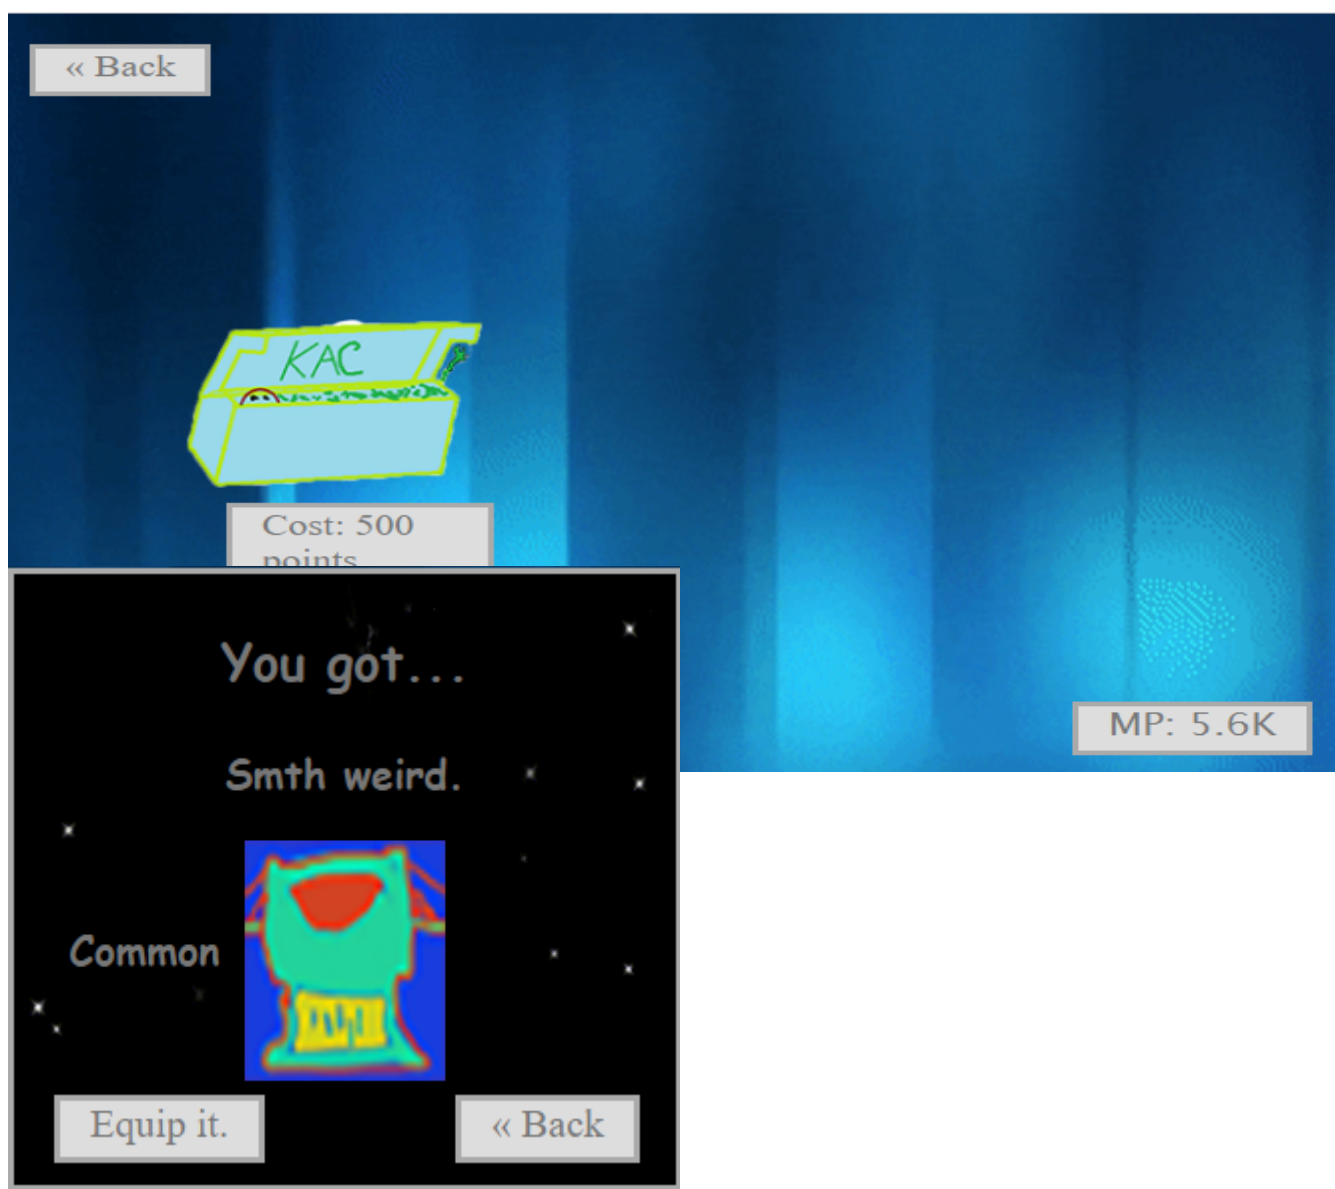 « Back
KAC
Cost: 500
points
MP: 5.6K
You got...
Smth weird.
Common
Equip it.
« Back